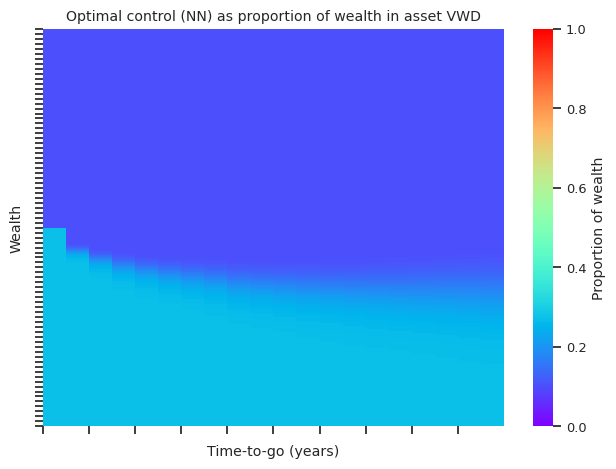 Optimal control (NN) as proportion of wealth in asset VWD
Wealth
Time-to-go (years)
1.0
0.8
0.6
0.4
0.2
0.0
Proportion of wealth